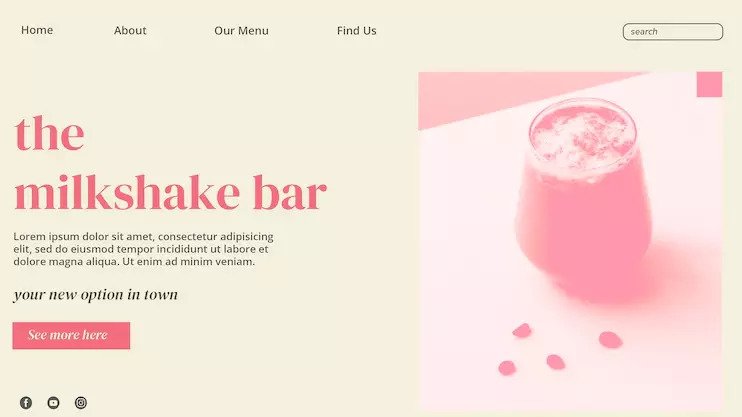 Home
About
Our Menu
Find Us
search
the
milkshake bar
Lorem ipsum dolor sit amet, consectetur adipisicing
elit, sed do eiusmod tempor incididunt ut labore et
dolore magna aliqua. Ut enim ad minim veniam.
your new option in town
See more here